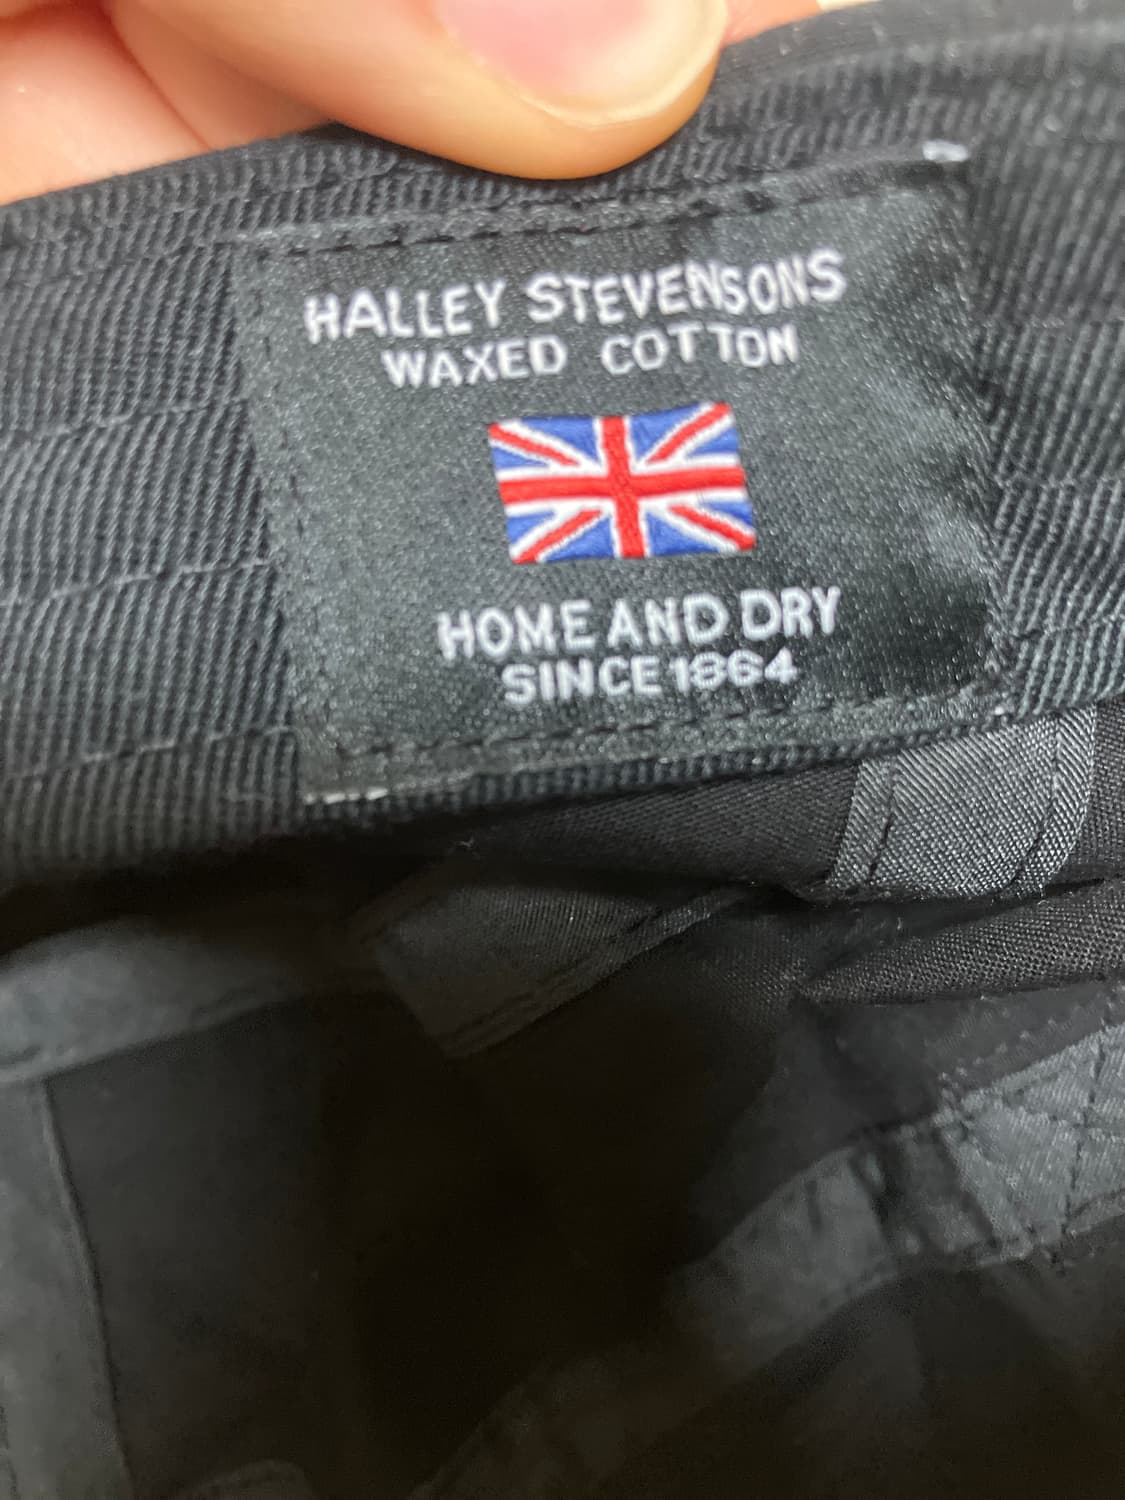 HALLEY STEVENSONS
WAXED COTTON
HOME AND DRY
SINCE 1864